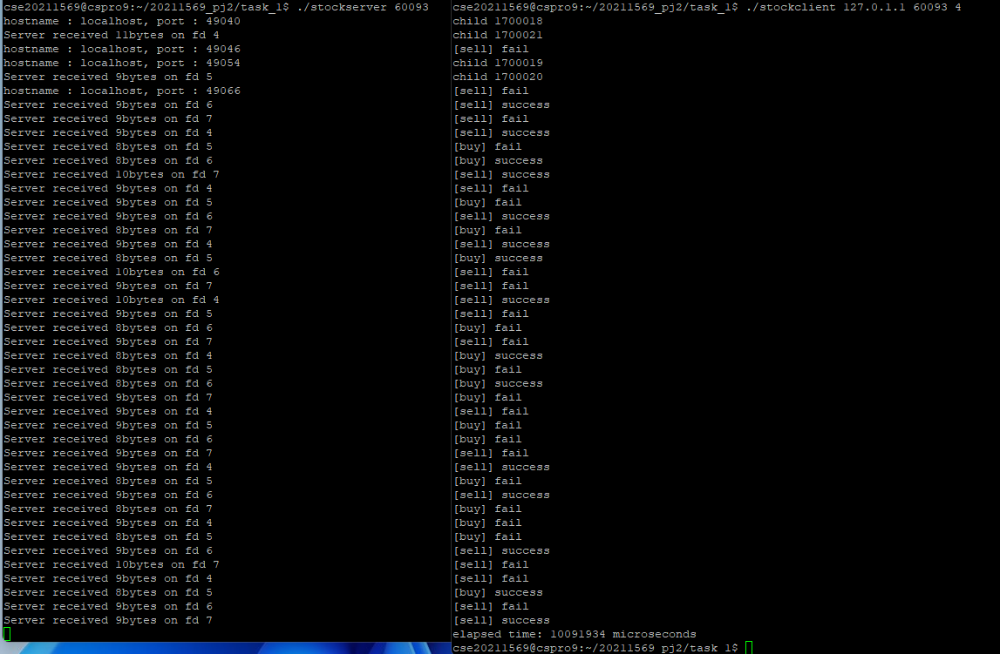 cse20211569@cspro9:~/20211569_pj2/task_1$ ./stockserver 60093
hostname : localhost, port : 49040
Server received 11bytes on fd 4
hostname : localhost, port : 49046
hostname : localhost, port : 49054
Server received 9bytes on fd 5
hostname : localhost, port : 49066
Server received 9bytes on fd 6
Server received 9bytes on fd 7
Server received 9bytes on fd 4
Server received 8bytes on fd 5
Server received 8bytes on fd 6
Server received 10bytes on fd 7
Server received 9bytes on fd 4
Server received 9bytes on fd 5
Server received 9bytes on fd 6
Server received 8bytes on fd 7
Server received 9bytes on fd 4
Server received 8bytes on fd 5
Server received 10bytes on fd 6
Server received 9bytes on fd 7
Server received 10bytes on fd 4
Server received 9bytes on fd 5
Server received 8bytes on fd 6
Server received 9bytes on fd 7
Server received 8bytes on fd 4
Server received 8bytes on fd 5
Server received 8bytes on fd 6
Server received 9bytes on fd 7
Server received 9bytes on fd 4
Server received 9bytes on fd 5
Server received 8bytes on fd 6
Server received 9bytes on fd 7
Server received 9bytes on fd 4
Server received 8bytes on fd 5
Server received 9bytes on fd 6
Server received 8bytes on fd 7
Server received 9bytes on fd 4
Server received 8bytes on fd 5
Server received 9bytes on fd 6
Server received 10bytes on fd 7
Server received 9bytes on fd 4
Server received 8bytes on fd 5
Server received 9bytes on fd 6
Server received 9bytes on fd 7
cse20211569@cspro9:~/20211569_pj2/task_1$ ./stockclient 127.0.1.1 60093 4
child 1700018
child 1700021
[sell] fail
child 1700019
child 1700020
[sell] fail
[sell] success
[sell] fail
[sell] success
[buy] fail
[buy] success
[sell] success
[sell] fail
[buy] fail
[sell] success
[buy] fail
[sell] success
[buy] success
[sell] fail
[sell] fail
[sell] success
[sell] fail
[buy] fail
[sell] fail
[buy] success
[buy] fail
[buy] success
[buy] fail
[sell] fail
[buy] fail
[buy] fail
[sell] fail
[sell] success
[buy] fail
[sell] success
[buy] fail
[buy] fail
[buy] fail
[sell] success
[sell] fail
[sell] fail
[buy] success
[sell] fail
[sell] success
elapsed time: 10091934 microseconds
cse20211569@cspro9:~/20211569_pj2/task_1$